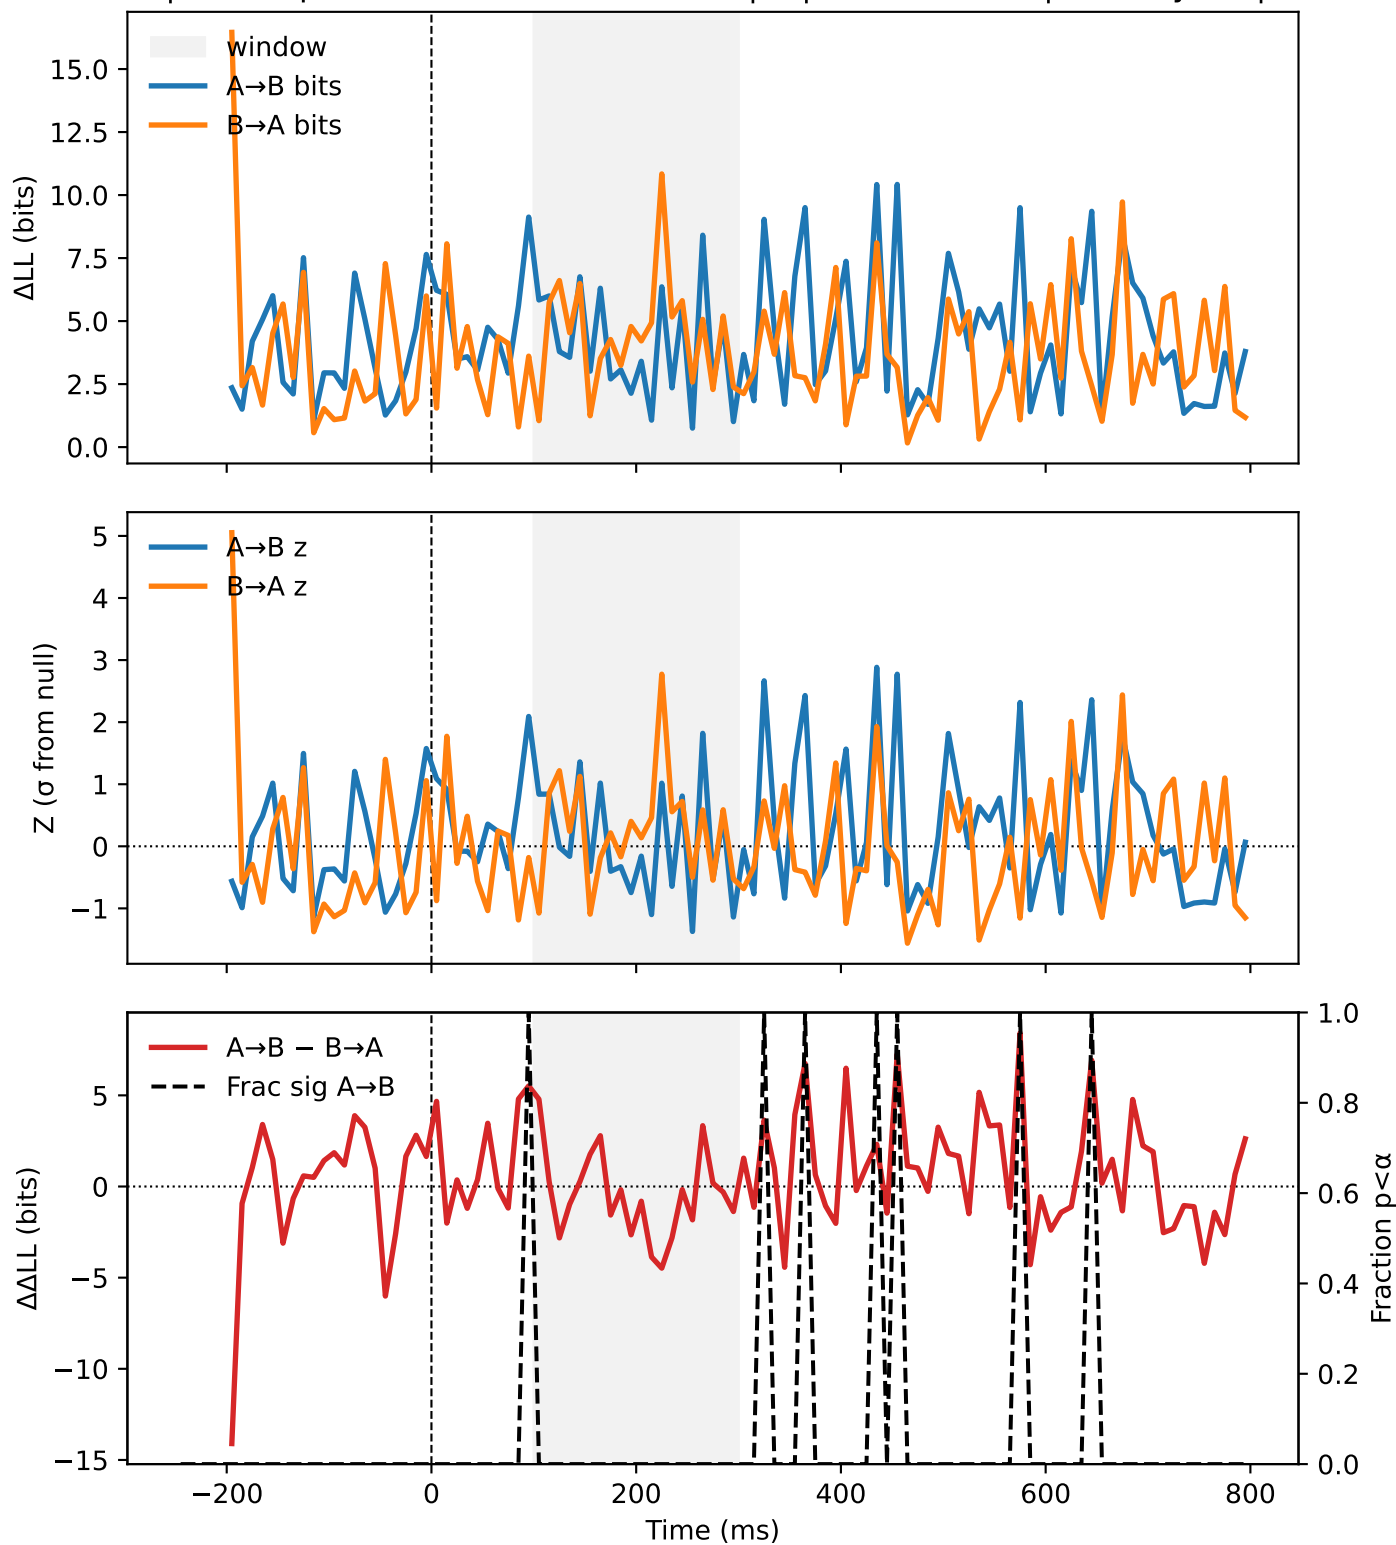 window
A→B bits
B→A bits
ΔLL (bits)
15.0
12.5
10.0
7.5
5.0
2.5
0.0
A→B z
B→A z
Z (σ from null)
5
4
3
2
1
0
−1
A→B − B→A
Frac sig A→B
ΔΔLL (bits)
5
0
−5
−10
−15
1.0
0.8
0.6
0.4
0.2
0.0
Fraction p<α
−200 0 200 400 600 800
Time (ms)